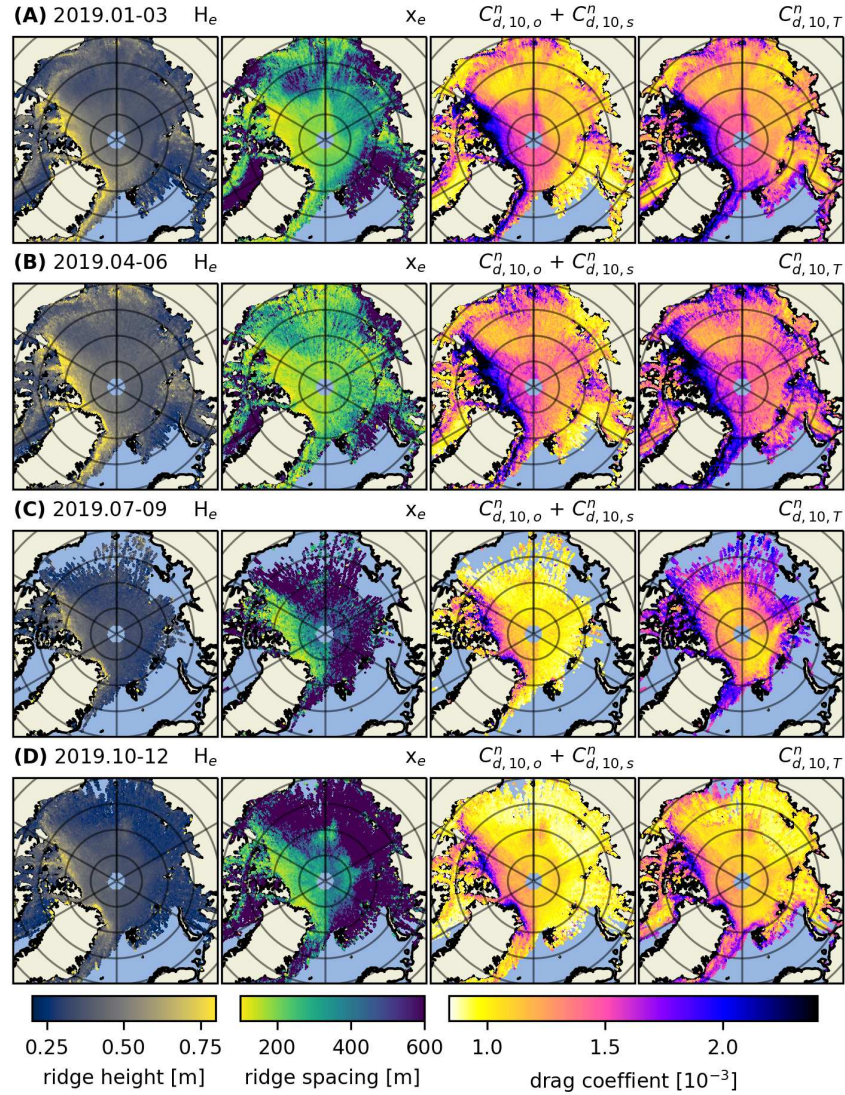 (A) 2019.01-03 H_e x_e C^n_{d,10,o} + C^n_{d,10,s} C^n_{d,10,T}
(B) 2019.04-06 H_e x_e C^n_{d,10,o} + C^n_{d,10,s} C^n_{d,10,T}
(C) 2019.07-09 H_e x_e C^n_{d,10,o} + C^n_{d,10,s} C^n_{d,10,T}
(D) 2019.10-12 H_e x_e C^n_{d,10,o} + C^n_{d,10,s} C^n_{d,10,T}
0.25 0.50 0.75 200 400 600 1.0 1.5 2.0
ridge height [m] ridge spacing [m] drag coeffient [10^{-3}]